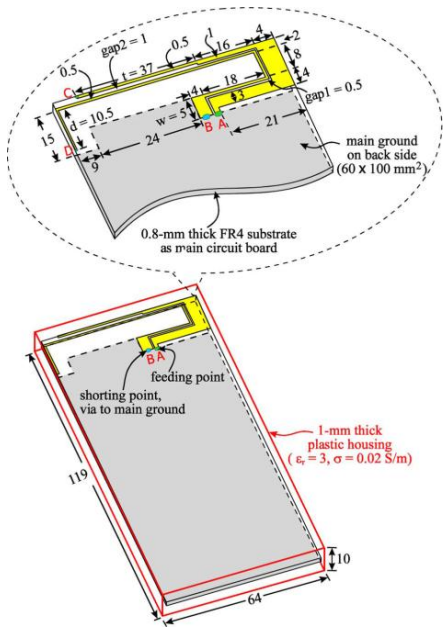 4
1
16
0.5
gap2 = 1
2
8
4
t = 37
0.5
C
18
gap1 = 0.5
4
3
d = 10.5
w = 5
15
B A
24
21
D
9
main ground
on back side
(60 x 100 mm²)
0.8-mm thick FR4 substrate
as main circuit board
B A
feeding point
shorting point,
via to main ground
1-mm thick
plastic housing
( εr = 3, σ = 0.02 S/m)
119
10
64